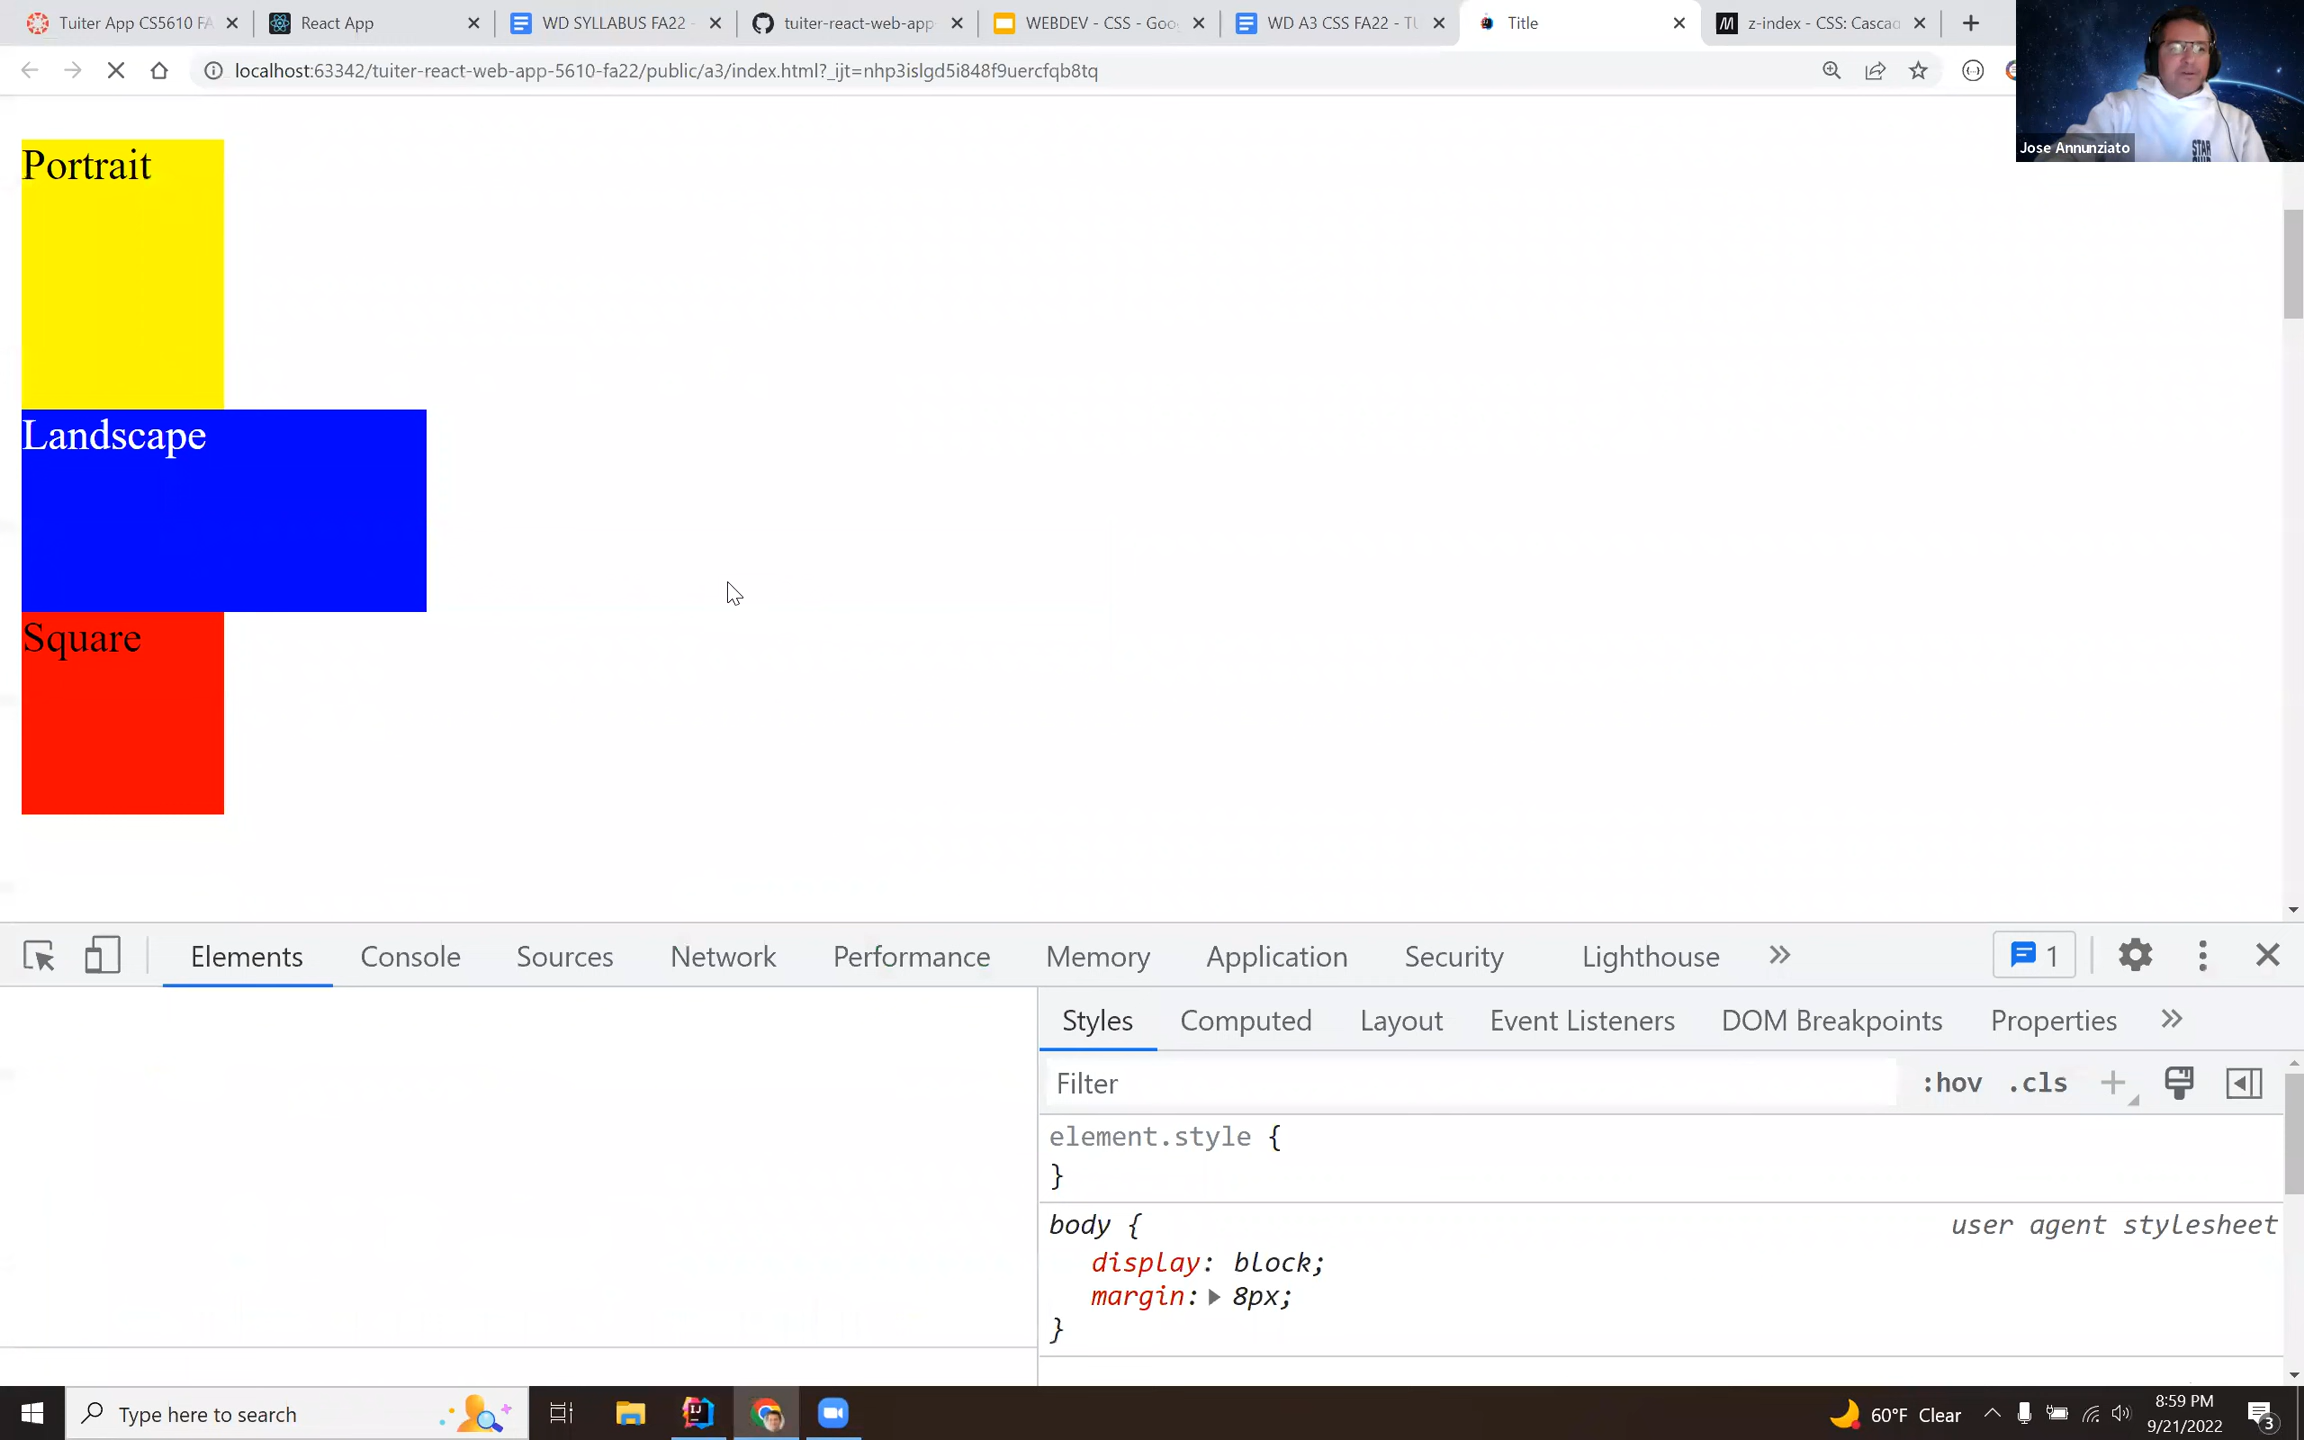 Tuiter App CS5610 FA
React App
WD SYLLABUS FA22 -
tuiter-react-web-app-
WEBDEV - CSS - Goo
WD A3 CSS FA22 - TU
Title
z-index - CSS: Cascad
localhost:63342/tuiter-react-web-app-5610-fa22/public/a3/index.html?_ijt=nhp3islgd5i848f9uercfqb8tq
STAR
Jose Annunziato
Portrait
Landscape
Square
Elements Console Sources Network Performance Memory Application Security Lighthouse 1
Styles Computed Layout Event Listeners DOM Breakpoints Properties
Filter :hov .cls
element.style {
}
body { user agent stylesheet
display: block;
margin: 8px;
}
Type here to search
IJ
60°F Clear
8:59 PM
9/21/2022
3